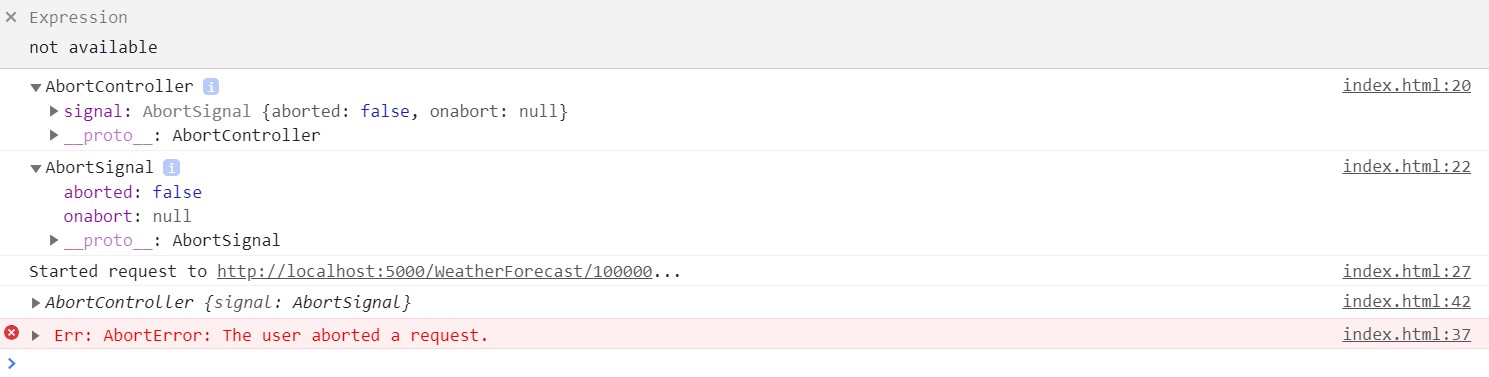 Expression
not available
AbortController i index.html:20
signal: AbortSignal {aborted: false, onabort: null}
__proto__: AbortController
AbortSignal i index.html:22
aborted: false
onabort: null
__proto__: AbortSignal
Started request to http://localhost:5000/WeatherForecast/100000... index.html:27
AbortController {signal: AbortSignal} index.html:42
Err: AbortError: The user aborted a request. index.html:37